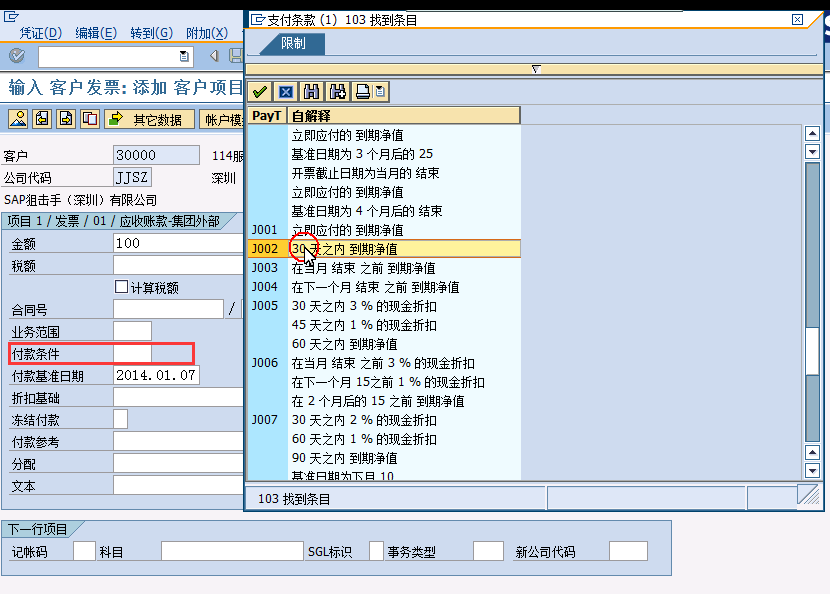 凭证(D) 编辑(E) 转到(G) 附加(X)
输入 客户发票: 添加 客户项目
其它数据 帐户模
客户 30000 114服
公司代码 JJSZ 深圳
SAP狙击手（深圳）有限公司
项目 1 / 发票 / 01 / 应收账款-集团外部
金额 100
税额
计算税额
合同号 /
业务范围
付款条件
付款基准日期 2014.01.07
折扣基础
冻结付款
付款参考
分配
文本
下一行项目
记帐码 科目 SGL标识 事务类型 新公司代码
支付条款 (1) 103 找到条目
限制
PayT 自解释
立即应付的 到期净值
基准日期为 3 个月后的 25
开票截止日期为当月的 结束
立即应付的 到期净值
基准日期为 4 个月后的 结束
J001 立即应付的 到期净值
J002 30 天之内 到期净值
J003 在当月 结束 之前 到期净值
J004 在下一个月 结束 之前 到期净值
J005 30 天之内 3 % 的现金折扣
45 天之内 1 % 的现金折扣
60 天之内 到期净值
J006 在当月 结束 之前 3 % 的现金折扣
在下一个月 15之前 1 % 的现金折扣
在 2 个月后的 15 之前 到期净值
J007 30 天之内 2 % 的现金折扣
60 天之内 1 % 的现金折扣
90 天之内 到期净值
基准日期为下月 10
103 找到条目